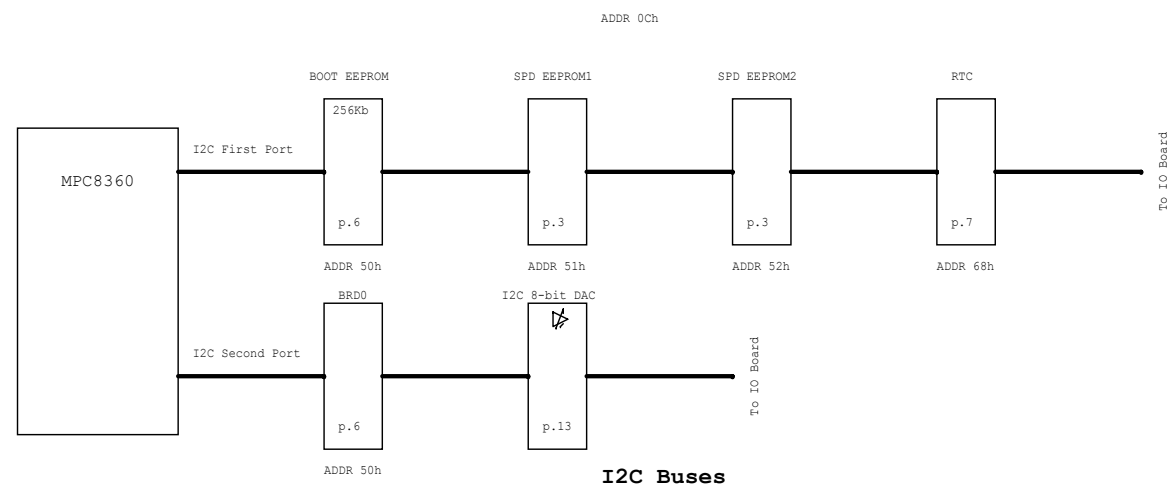 ADDR 0Ch
BOOT EEPROM
SPD EEPROM1
SPD EEPROM2
RTC
256Kb
I2C First Port
MPC8360
To IO Board
p.6
p.3
p.3
p.7
ADDR 50h
ADDR 51h
ADDR 52h
ADDR 68h
BRD0
I2C 8-bit DAC
I2C Second Port
To IO Board
p.6
p.13
ADDR 50h
I2C Buses